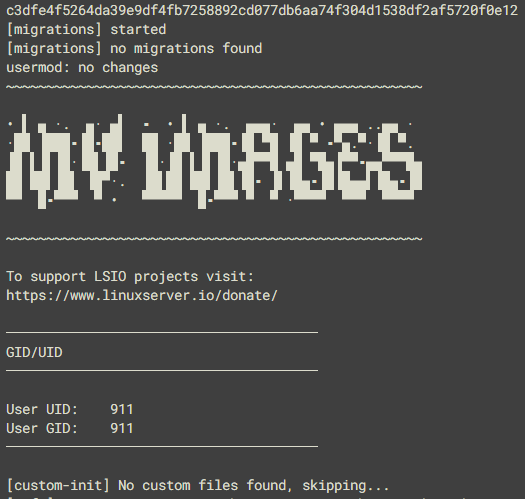 c3dfe4f5264da39e9df4fb7258892cd077db6aa74f304d1538df2af5720f0e12
[migrations] started
[migrations] no migrations found
usermod: no changes
~~~~~~~~~~~~~~~~~~~~~~~~~~~~~~~~~~~~~~~~~~~~~~~~~~~~
MY IMAGES
~~~~~~~~~~~~~~~~~~~~~~~~~~~~~~~~~~~~~~~~~~~~~~~~~~~~
To support LSIO projects visit:
https://www.linuxserver.io/donate/
───────────────────────────────────────
GID/UID
───────────────────────────────────────
User UID:    911
User GID:    911
───────────────────────────────────────
[custom-init] No custom files found, skipping...